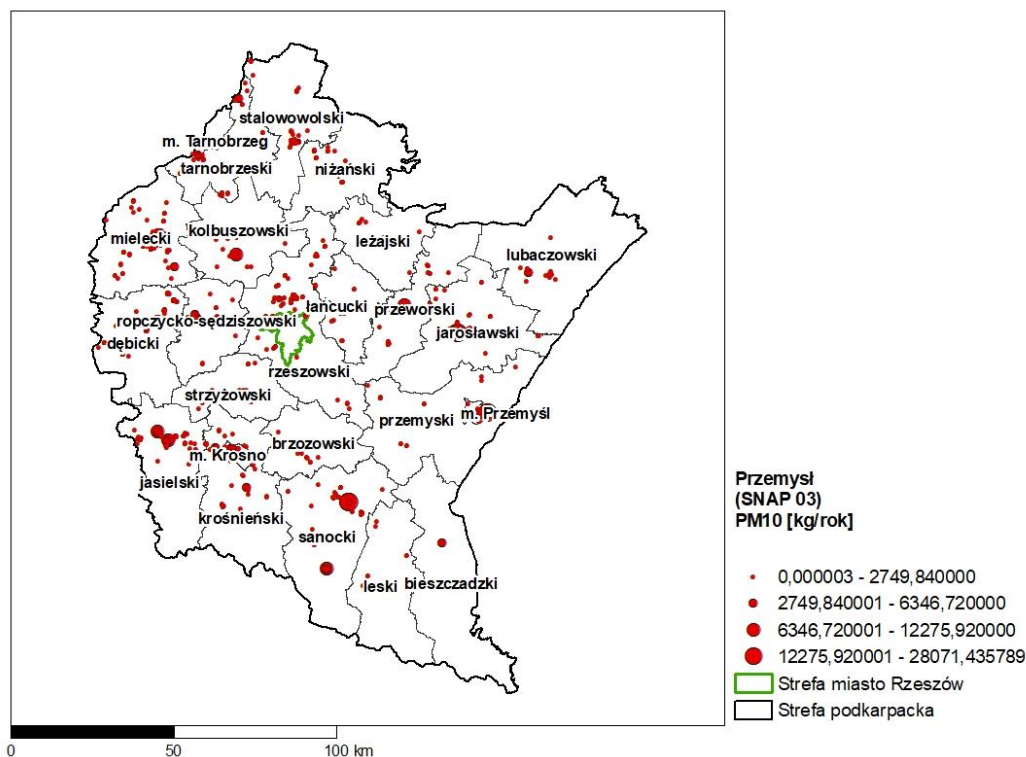 stalowowolski
m. Tarnobrzeg
tarnobrzeski
niżański
kolbuszowski
mielecki
leżajski
lubaczowski
łańcucki
przeworski
ropczycko-sędziszowski
jarosławski
dębicki
rzeszowski
strzyżowski
m. Przemyśl
przemyski
brzozowski
m. Krosno
jasielski
krośnieński
sanocki
leski
bieszczadzki
Przemysł
(SNAP 03)
PM10 [kg/rok]
0,000003 - 2749,840000
2749,840001 - 6346,720000
6346,720001 - 12275,920000
12275,920001 - 28071,435789
Strefa miasto Rzeszów
Strefa podkarpacka
0 50 100 km